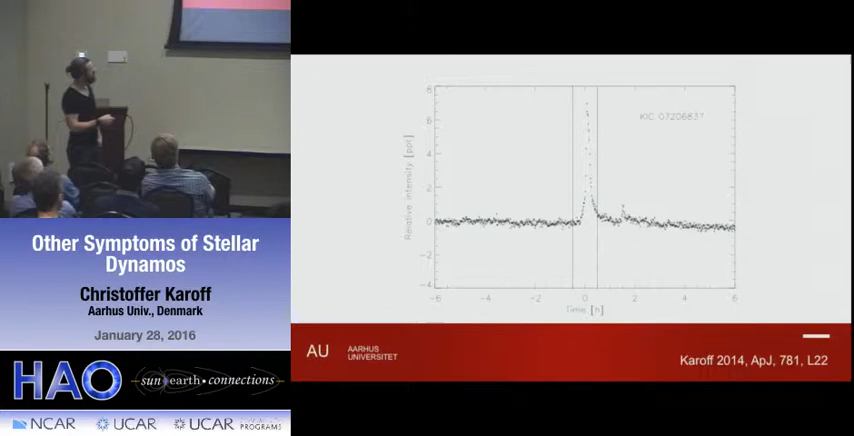 Other Symptoms of Stellar
Dynamos
Christoffer Karoff
Aarhus Univ., Denmark
January 28, 2016
HAO
sun earth • connections
NCAR
UCAR
UCAR
PROGRAMS
KIC 07206837
Relative intensity [ppt]
8
6
4
2
0
−2
−4
−6
−4
−2
0
2
4
6
Time [h]
AU
AARHUS
UNIVERSITET
Karoff 2014, ApJ, 781, L22